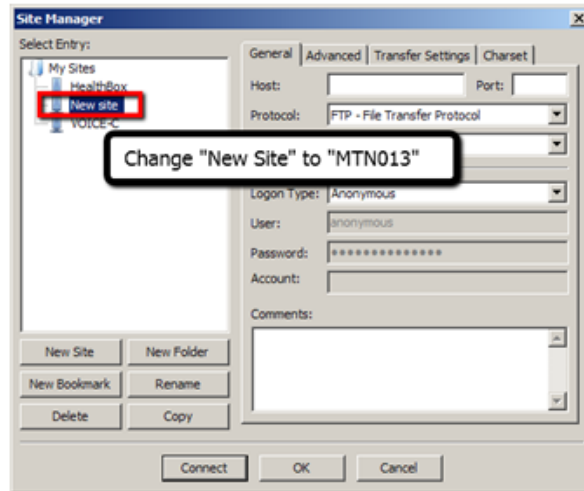 Site Manager
Select Entry:
My Sites
HealthBox
New site
VOICE-C
General Advanced Transfer Settings Charset
Host: Port:
Protocol: FTP - File Transfer Protocol
Change "New Site" to "MTN013"
Logon Type: Anonymous
User: anonymous
Password: ••••••••••••••
Account:
Comments:
New Site New Folder
New Bookmark Rename
Delete Copy
Connect OK Cancel